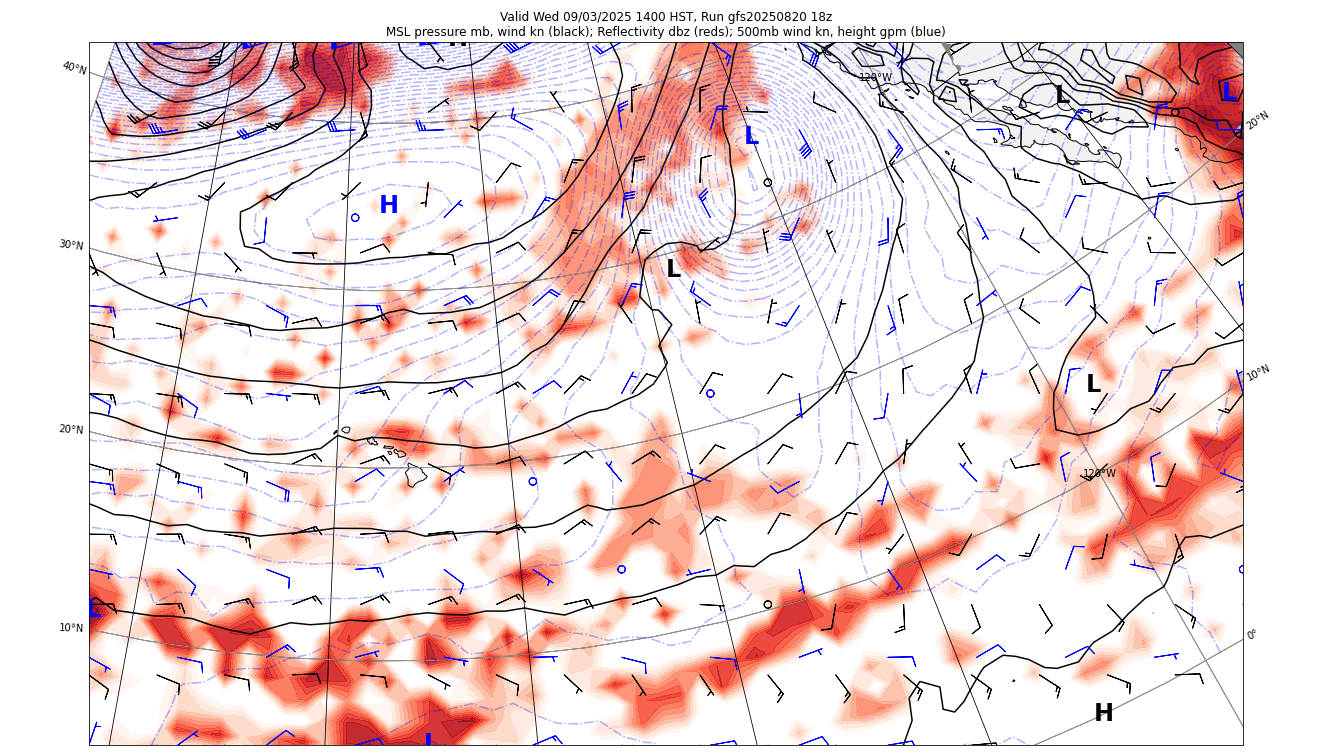 Valid Wed 09/03/2025 1400 HST, Run gfs20250820 18z
MSL pressure mb, wind kn (black); Reflectivity dbz (reds); 500mb wind kn, height gpm (blue)
40°N
120°W
L
L
20°N
L
H
30°N
L
10°N
L
20°N
120°W
L
10°N
0°
H
L